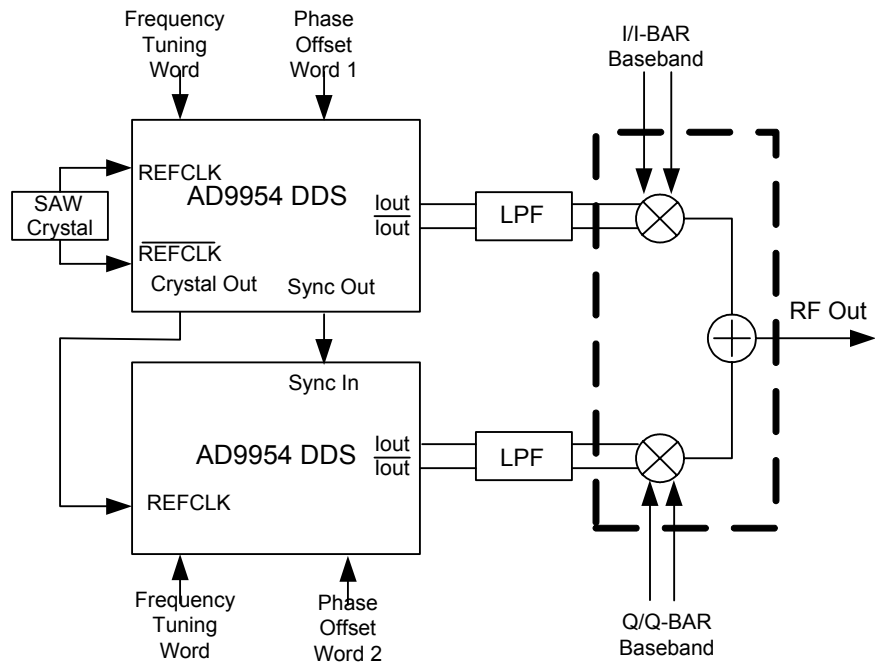 Frequency
Tuning
Word
Phase
Offset
Word 1
I/I-BAR
Baseband
REFCLK
AD9954 DDS
SAW
Crystal
Iout
Iout
LPF
REFCLK
Crystal Out
Sync Out
RF Out
Sync In
AD9954 DDS
Iout
Iout
LPF
REFCLK
Frequency
Tuning
Word
Phase
Offset
Word 2
Q/Q-BAR
Baseband